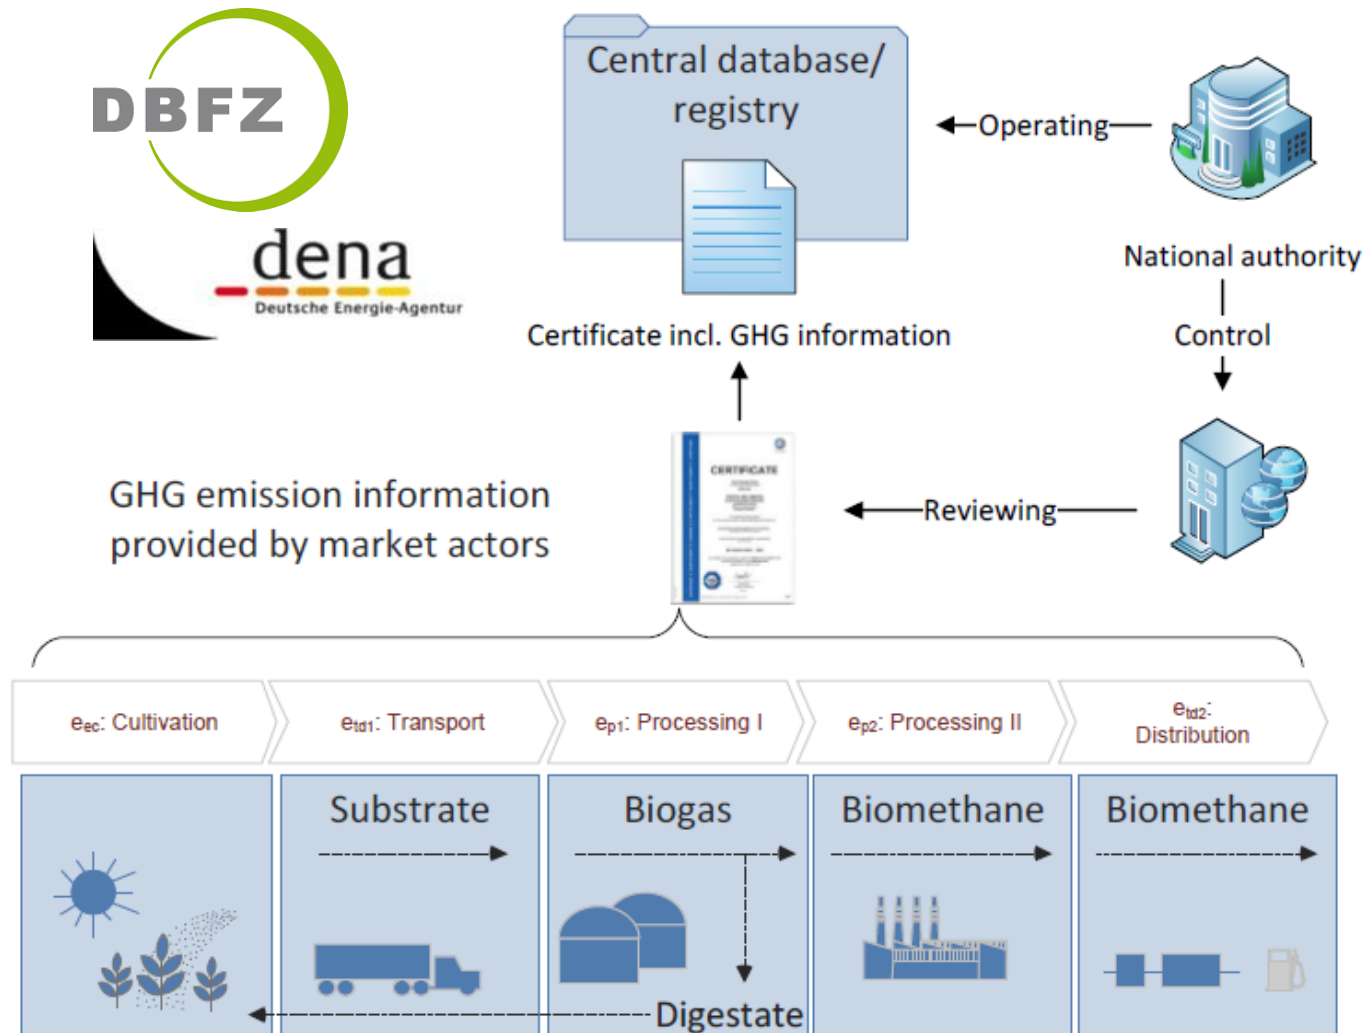 DBFZ
dena
Deutsche Energie-Agentur
Central database/
registry
Operating
National authority
Control
Certificate incl. GHG information
CERTIFICATE
GHG emission information
provided by market actors
Reviewing
eec: Cultivation
etd1: Transport
ep1: Processing I
ep2: Processing II
etd2:
Distribution
Substrate
Biogas
Biomethane
Biomethane
Digestate